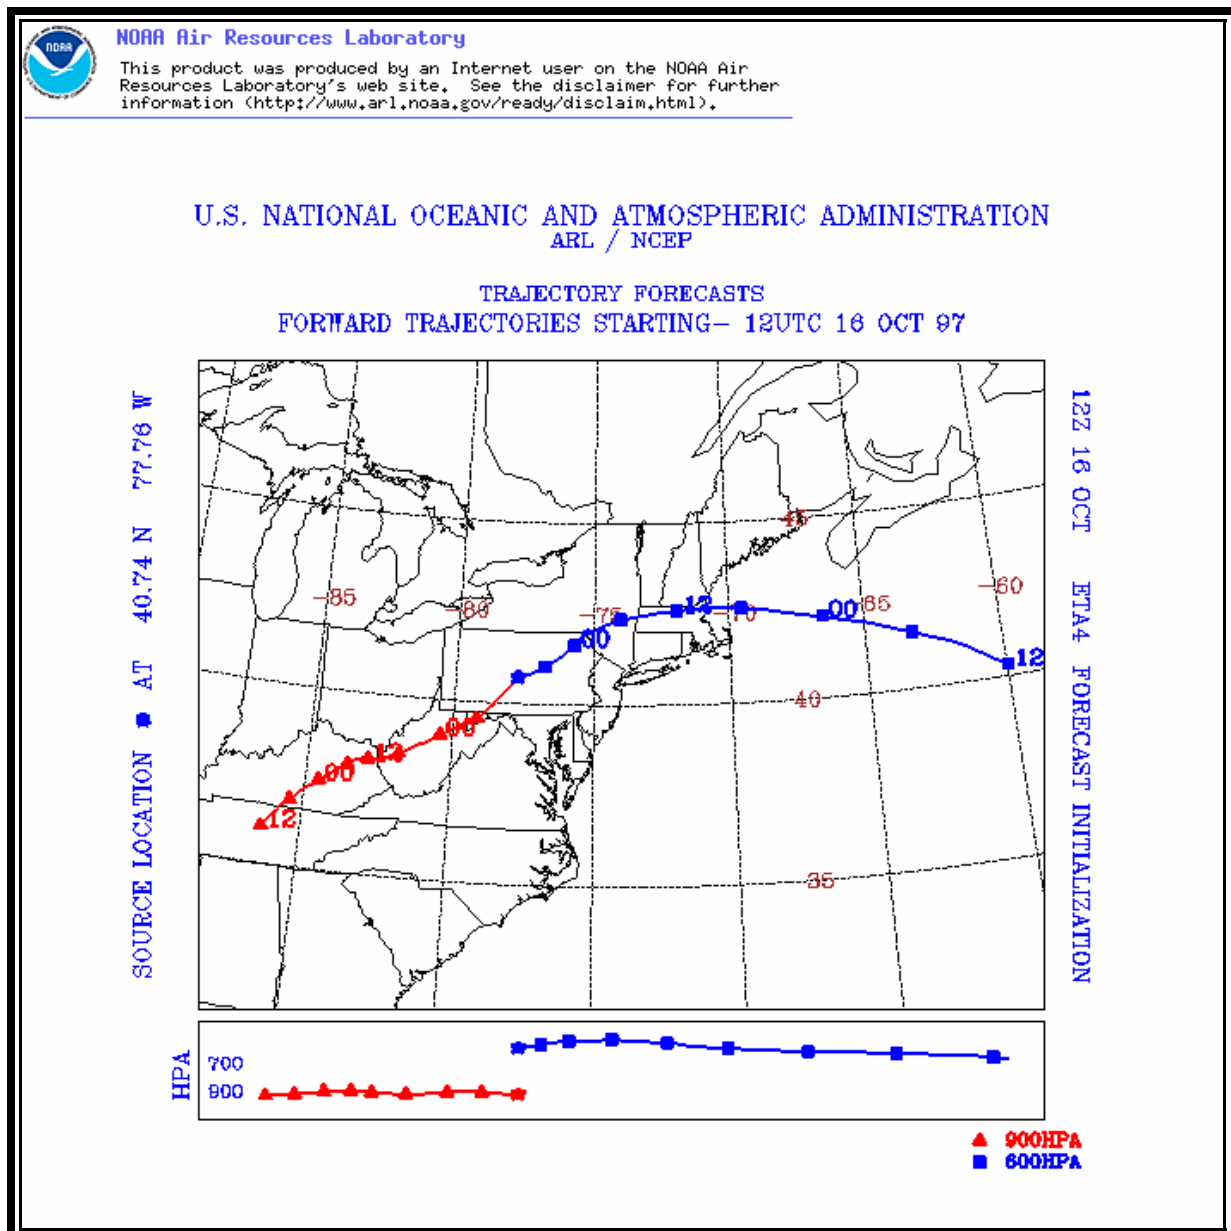 NOAA Air Resources Laboratory
This product was produced by an Internet user on the NOAA Air
Resources Laboratory's web site. See the disclaimer for further
information (http://www.arl.noaa.gov/ready/disclaim.html).
NOAA
U.S. NATIONAL OCEANIC AND ATMOSPHERIC ADMINISTRATION
ARL / NCEP
TRAJECTORY FORECASTS
FORWARD TRAJECTORIES STARTING- 12UTC 16 OCT 97
SOURCE LOCATION * AT 40.74 N 77.76 W
12Z 16 OCT ETA4 FORECAST INITIALIZATION
45
-60
-85
-80
-75
12
-70
00
-65
00
12
40
00
12
00
12
35
HPA
700
900
900HPA
600HPA